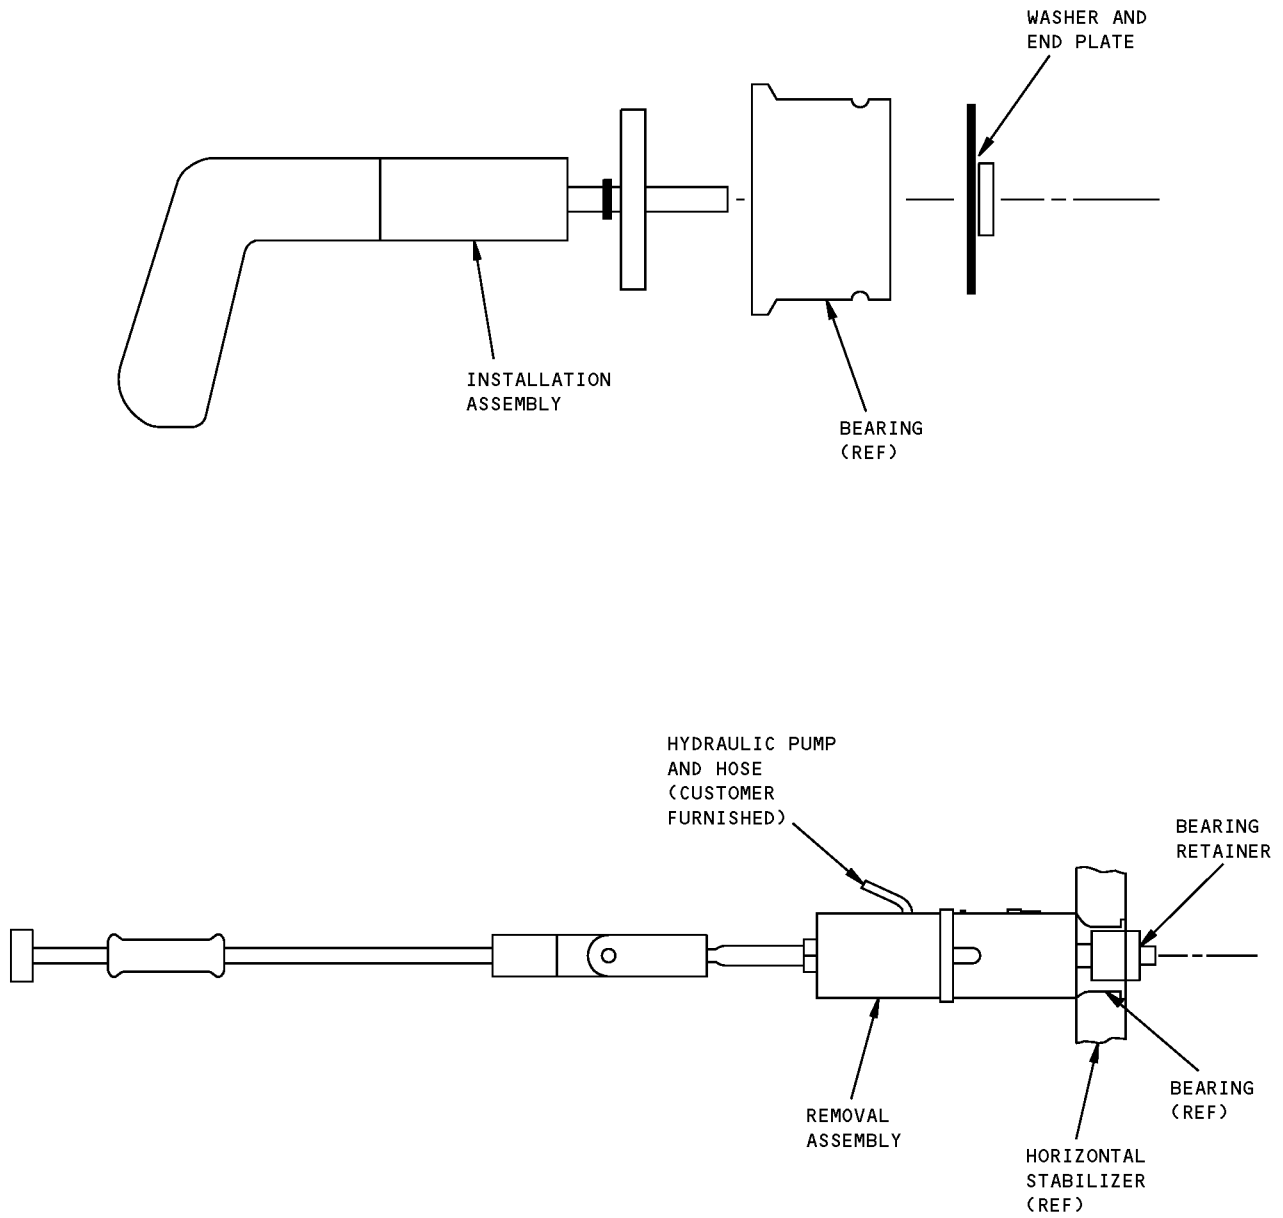 WASHER AND
END PLATE
INSTALLATION
ASSEMBLY
BEARING
(REF)
HYDRAULIC PUMP
AND HOSE
(CUSTOMER
FURNISHED)
BEARING
RETAINER
REMOVAL
ASSEMBLY
BEARING
(REF)
HORIZONTAL
STABILIZER
(REF)